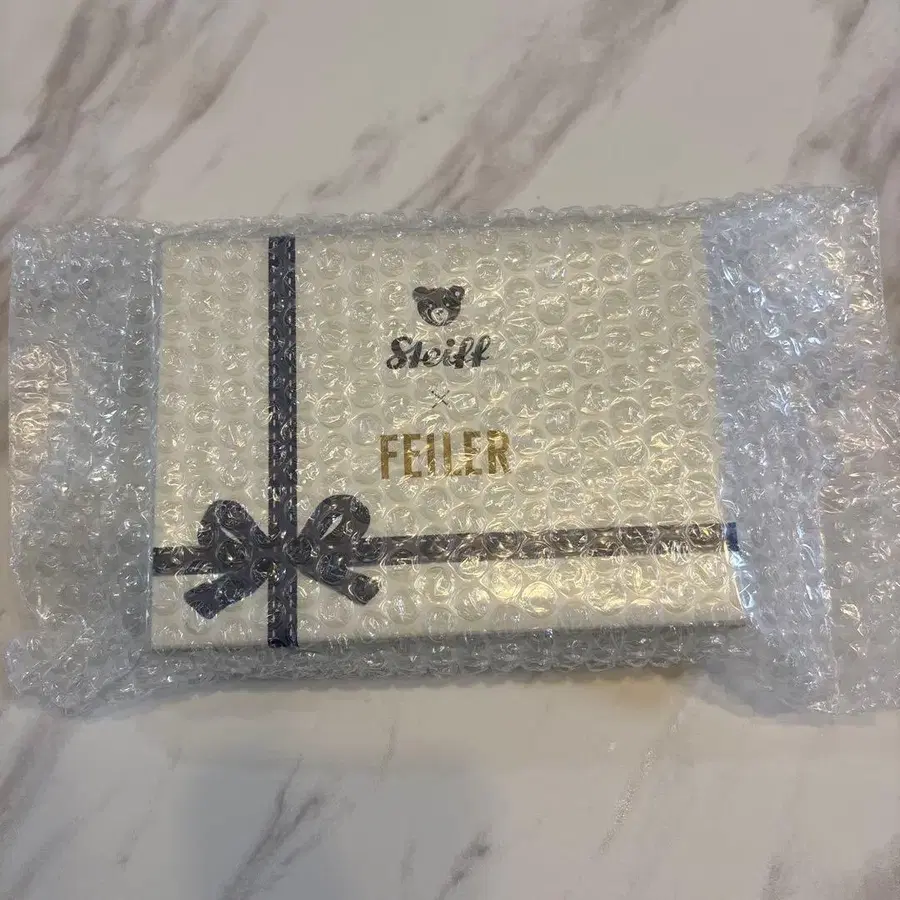 Steiff
×
FEILER